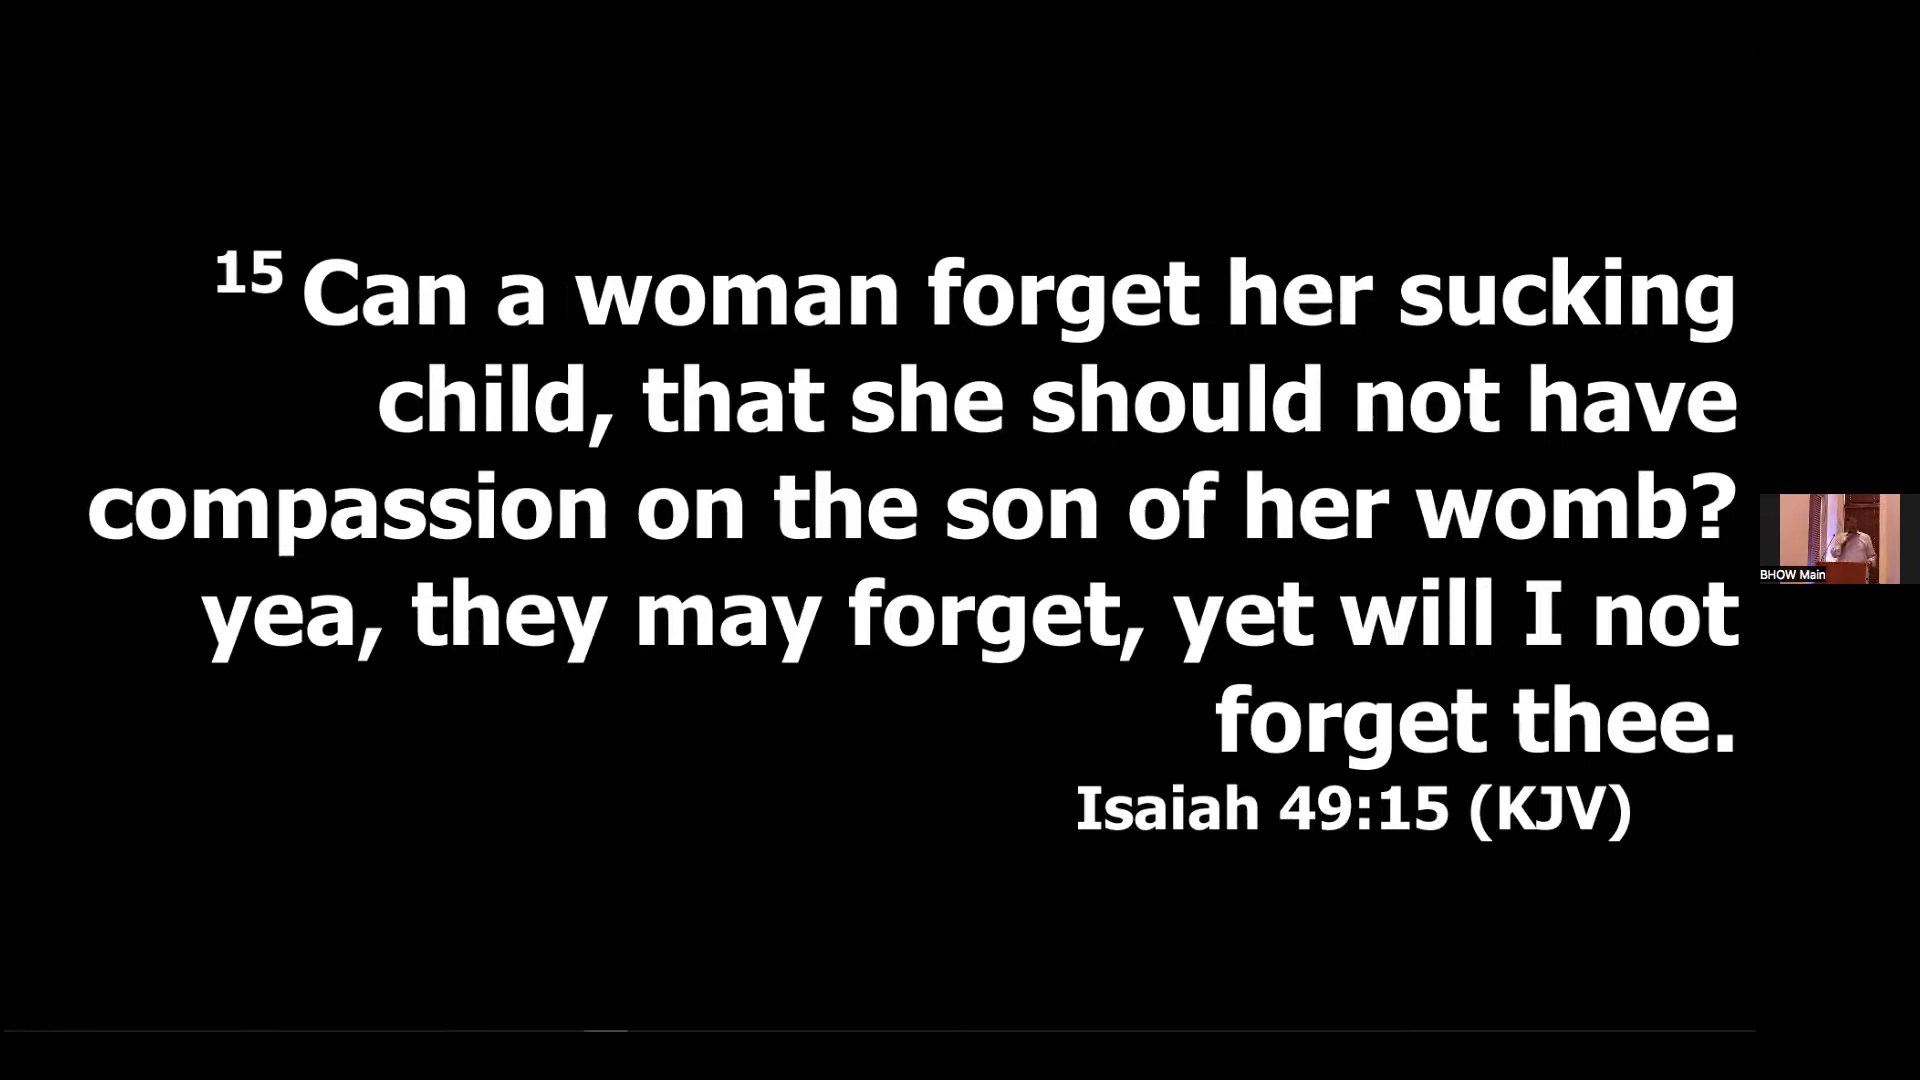 15 Can a woman forget her sucking
child, that she should not have
compassion on the son of her womb?
yea, they may forget, yet will I not
forget thee.
Isaiah 49:15 (KJV)
BHOW Main